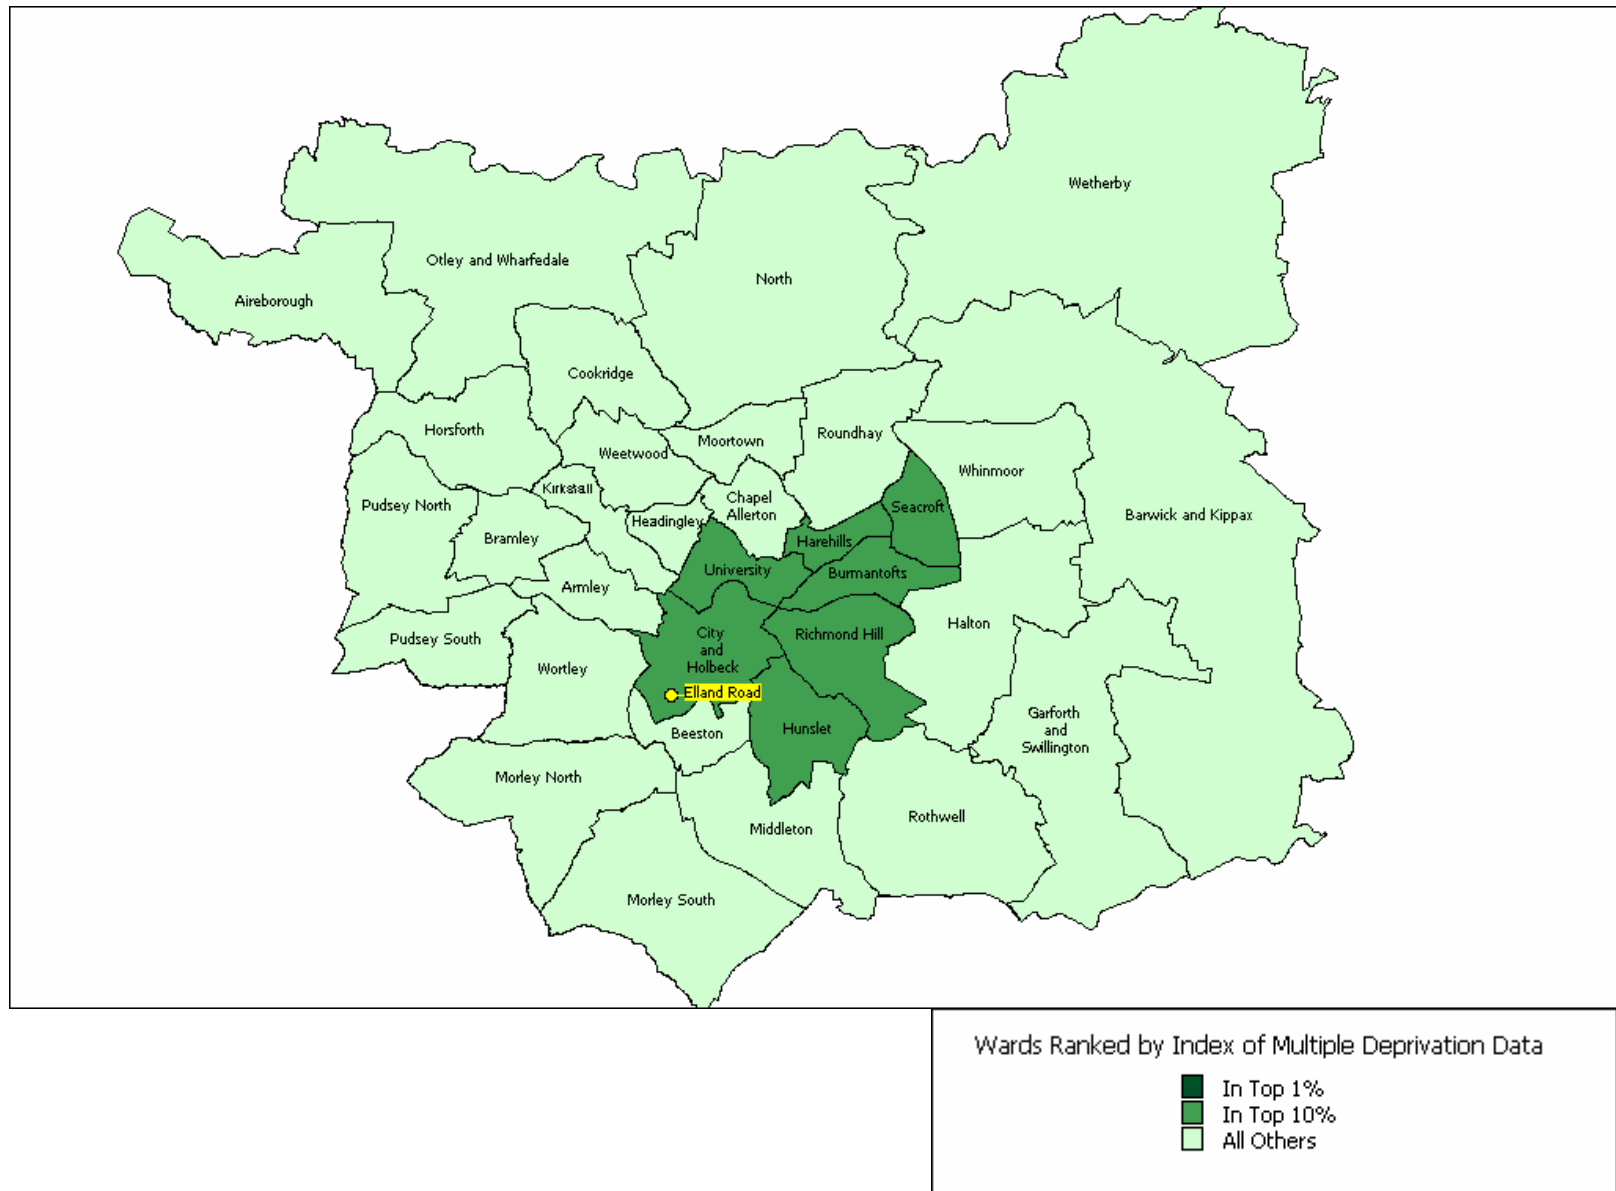 Wetherby
Otley and Wharfedale
North
Aireborough
Cookridge
Horsforth
Moortown
Roundhay
Weetwood
Whinmoor
Kirkstall
Pudsey North
Chapel
Allerton
Seacroft
Barwick and Kippax
Headingley
Bramley
Harehills
University
Burmantofts
Armley
Halton
Pudsey South
City
and
Holbeck
Richmond Hill
Wortley
Elland Road
Garforth
and
Swillington
Beeston
Hunslet
Morley North
Rothwell
Middleton
Morley South
Wards Ranked by Index of Multiple Deprivation Data
In Top 1%
In Top 10%
All Others